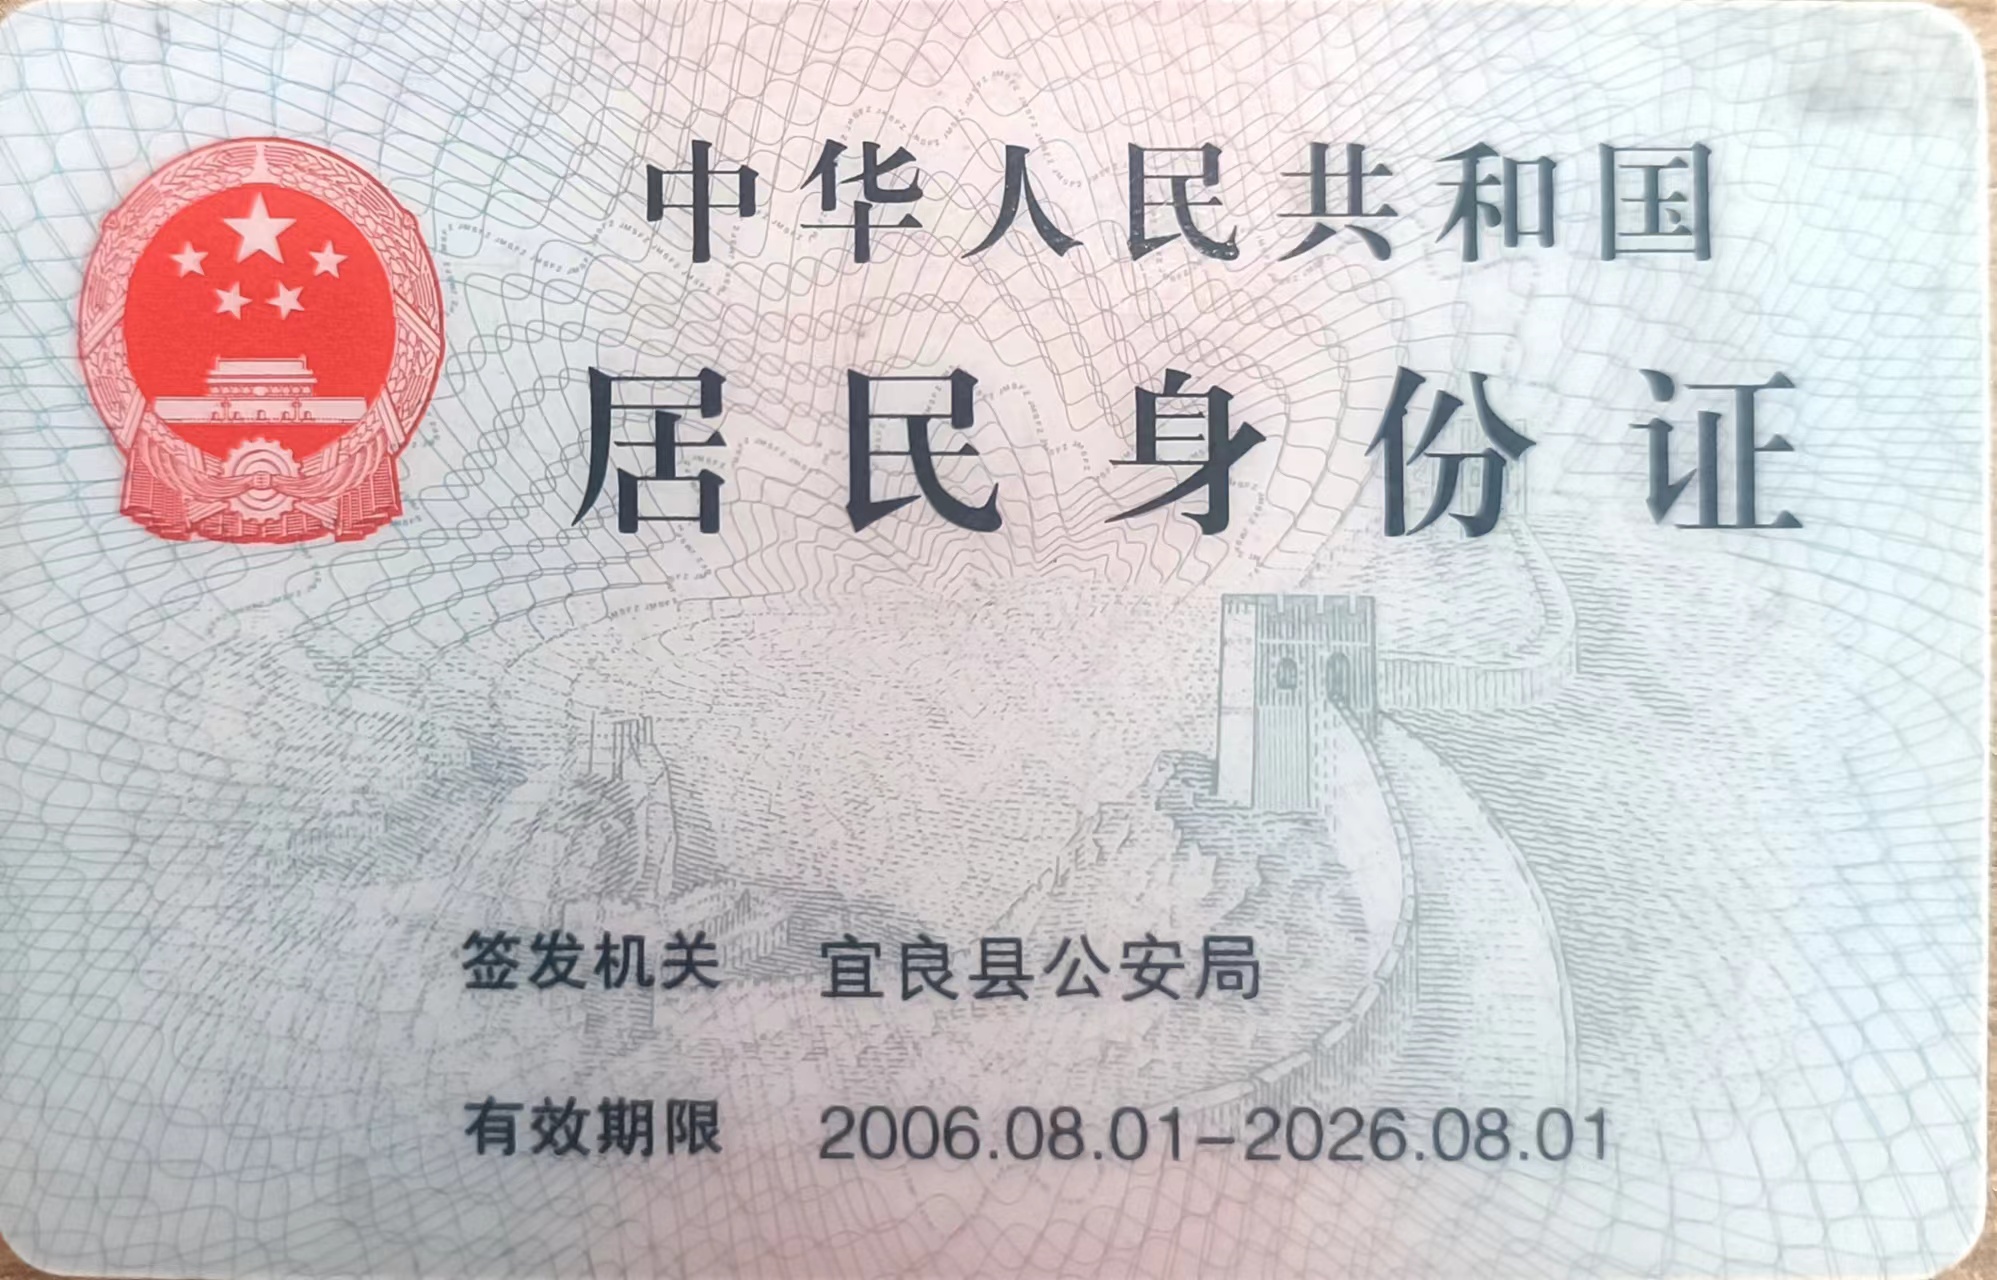 中华人民共和国
居民身份证
签发机关 宜良县公安局
有效期限 2006.08.01-2026.08.01